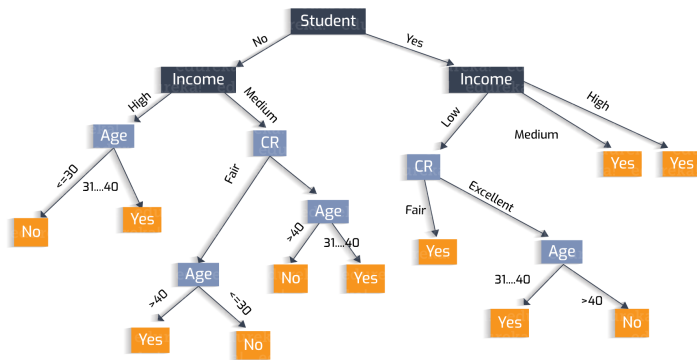 Student
No
Yes
Income
Income
High
Medium
Low
Medium
High
Age
CR
CR
Yes
Yes
<=30
31....40
Fair
Fair
Excellent
No
Yes
Age
Yes
Age
>40
31....40
Age
No
Yes
31....40
>40
>40
<=30
Yes
No
Yes
No